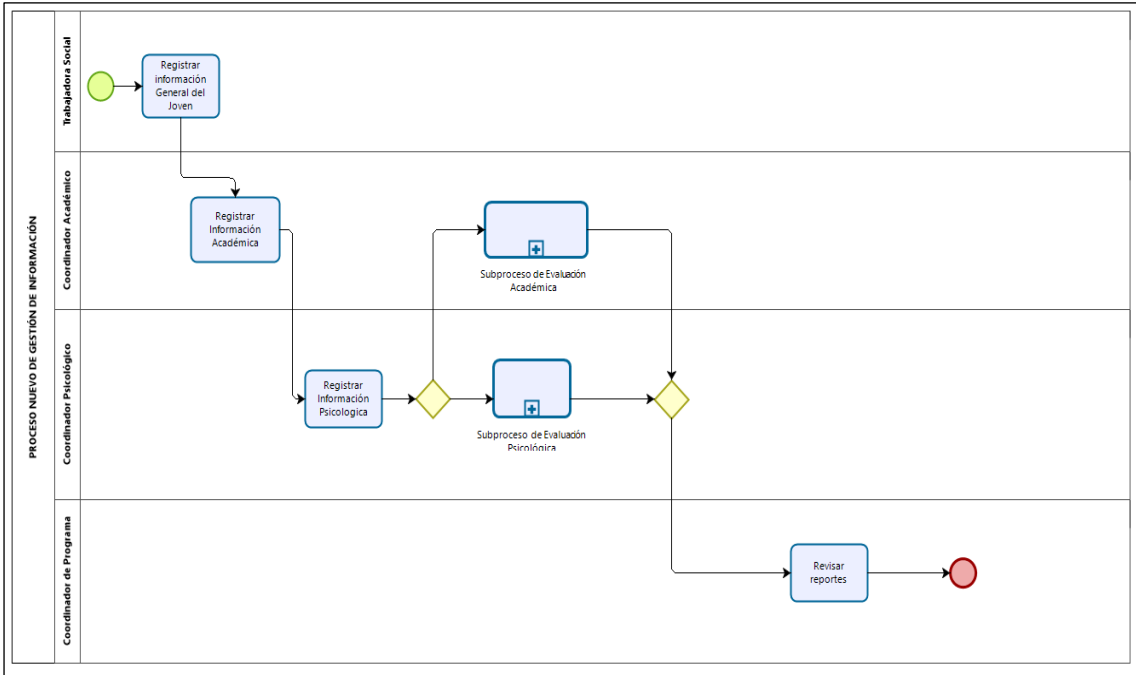 PROCESO NUEVO DE GESTIÓN DE INFORMACIÓN
Trabajadora Social
Registrar
información
General del
Joven
Coordinador Académico
Registrar
Información
Académica
Subproceso de Evaluación
Académica
Coordinador Psicológico
Registrar
Información
Psicologica
Subproceso de Evaluación
Psicológica
Coordinador de Programa
Revisar
reportes